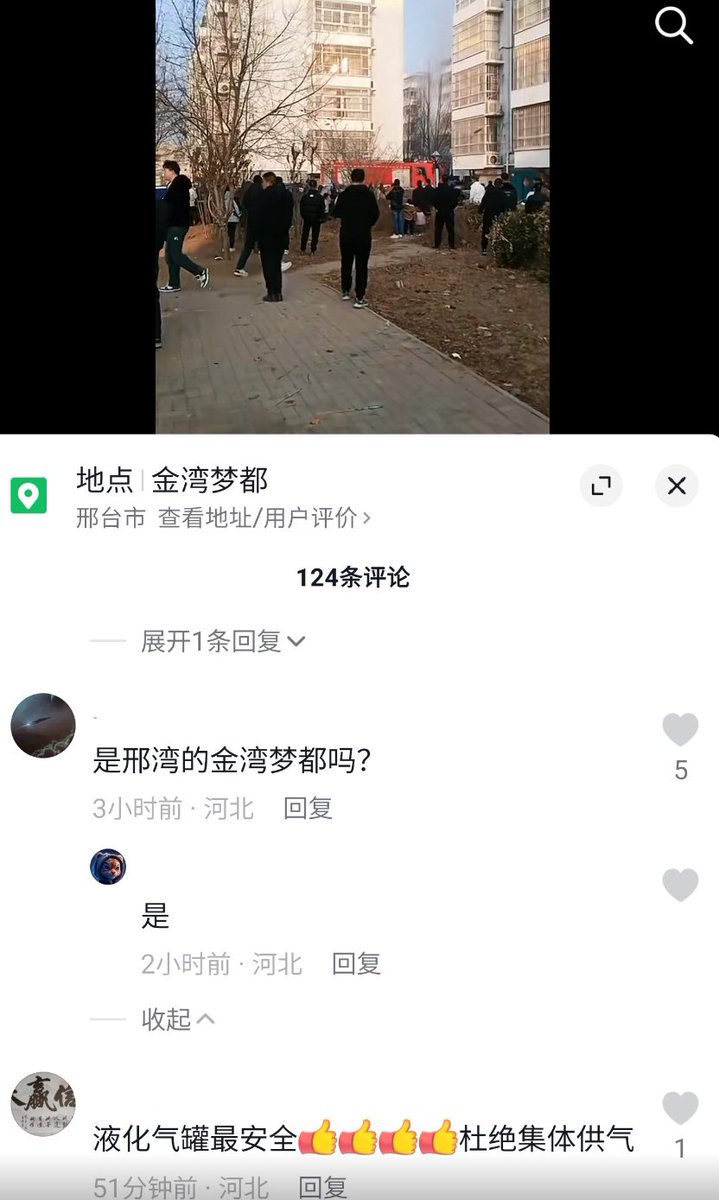 地点 金湾梦都
邢台市 查看地址/用户评价
124条评论
展开1条回复
是邢湾的金湾梦都吗?
3小时前 · 河北 回复
5
是
2小时前 · 河北 回复
收起
液化气罐最安全👍👍👍👍杜绝集体供气
1
51分钟前 · 河北 回复